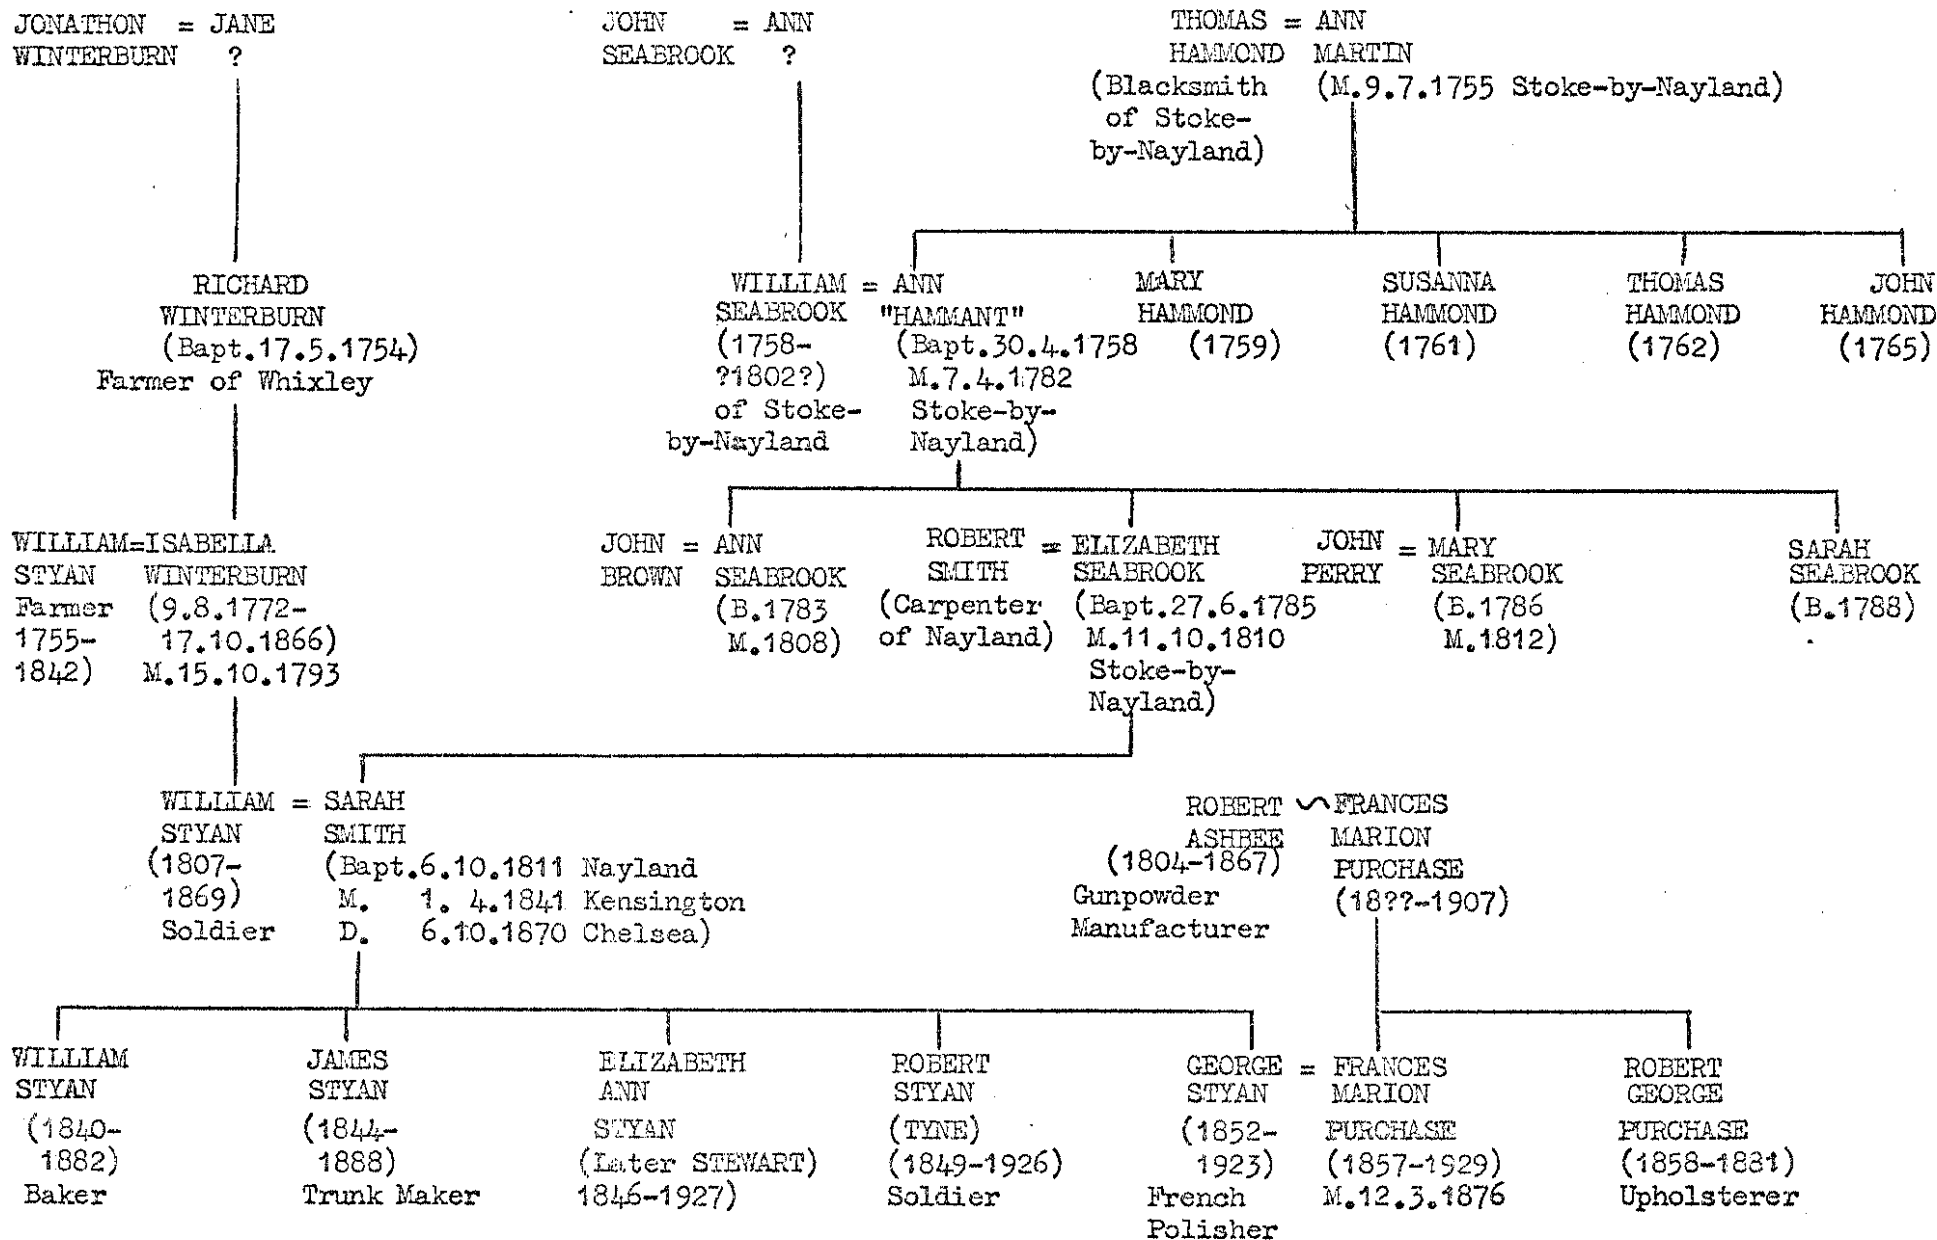 JONATHON = JANE
WINTERBURN ?
JOHN = ANN
SEABROOK ?
THOMAS = ANN
HAMMOND MARTIN
(Blacksmith (M.9.7.1755 Stoke-by-Nayland)
of Stoke-
by-Nayland)
RICHARD
WINTERBURN
(Bapt.17.5.1754)
Farmer of Whixley
WILLIAM = ANN
SEABROOK "HAMMANT"
(1758- (Bapt.30.4.1758
?1802?) M.7.4.1782
of Stoke- Stoke-by-
by-Nayland Nayland)
MARY
HAMMOND
(1759)
SUSANNA
HAMMOND
(1761)
THOMAS
HAMMOND
(1762)
JOHN
HAMMOND
(1765)
WILLIAM=ISABELLA
STYAN WINTERBURN
Farmer (9.8.1772-
1755- 17.10.1866)
1842) M.15.10.1793
JOHN = ANN
BROWN SEABROOK
(B.1783
M.1808)
ROBERT = ELIZABETH
SMITH SEABROOK
(Carpenter (Bapt.27.6.1785
of Nayland) M.11.10.1810
Stoke-by-
Nayland)
JOHN = MARY
PERRY SEABROOK
(B.1786
M.1812)
SARAH
SEABROOK
(B.1788)
WILLIAM = SARAH
STYAN SMITH
(1807- (Bapt.6.10.1811 Nayland
1869) M. 1. 4.1841 Kensington
Soldier D. 6.10.1870 Chelsea)
ROBERT ~ FRANCES
ASHBEE MARION
(1804-1867) PURCHASE
Gunpowder (18??-1907)
Manufacturer
WILLIAM
STYAN
(1840-
1882)
Baker
JAMES
STYAN
(1844-
1888)
Trunk Maker
ELIZABETH
ANN
STYAN
(Later STEWART)
1846-1927)
ROBERT
STYAN
(TYNE)
(1849-1926)
Soldier
GEORGE = FRANCES
STYAN MARION
(1852- PURCHASE
1923) (1857-1929)
French M.12.3.1876
Polisher
ROBERT
GEORGE
PURCHASE
(1858-1881)
Upholsterer